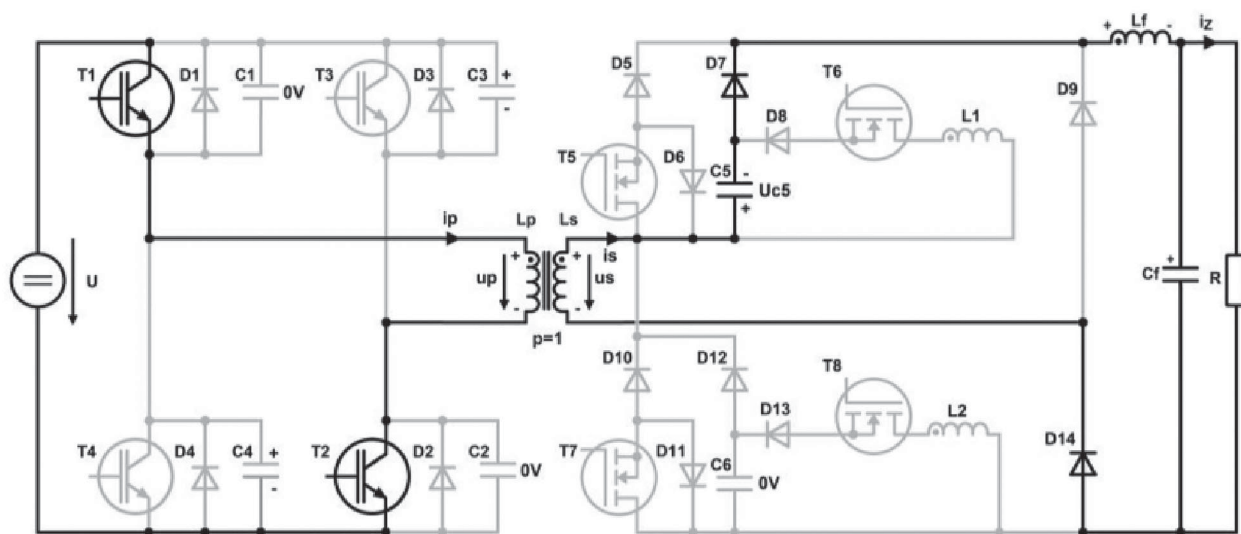 + Lf - iz
T1 D1 C1 0V T3 D3 C3 + -
D5 D7 T6 D9
D8 L1
T5 D6 C5 - Uc5 +
ip Lp Ls is
U up + - us + - Cf + R
p=1
D10 D12 T8
D13 L2
T4 D4 C4 + - T2 D2 C2 0V T7 D11 C6 0V D14